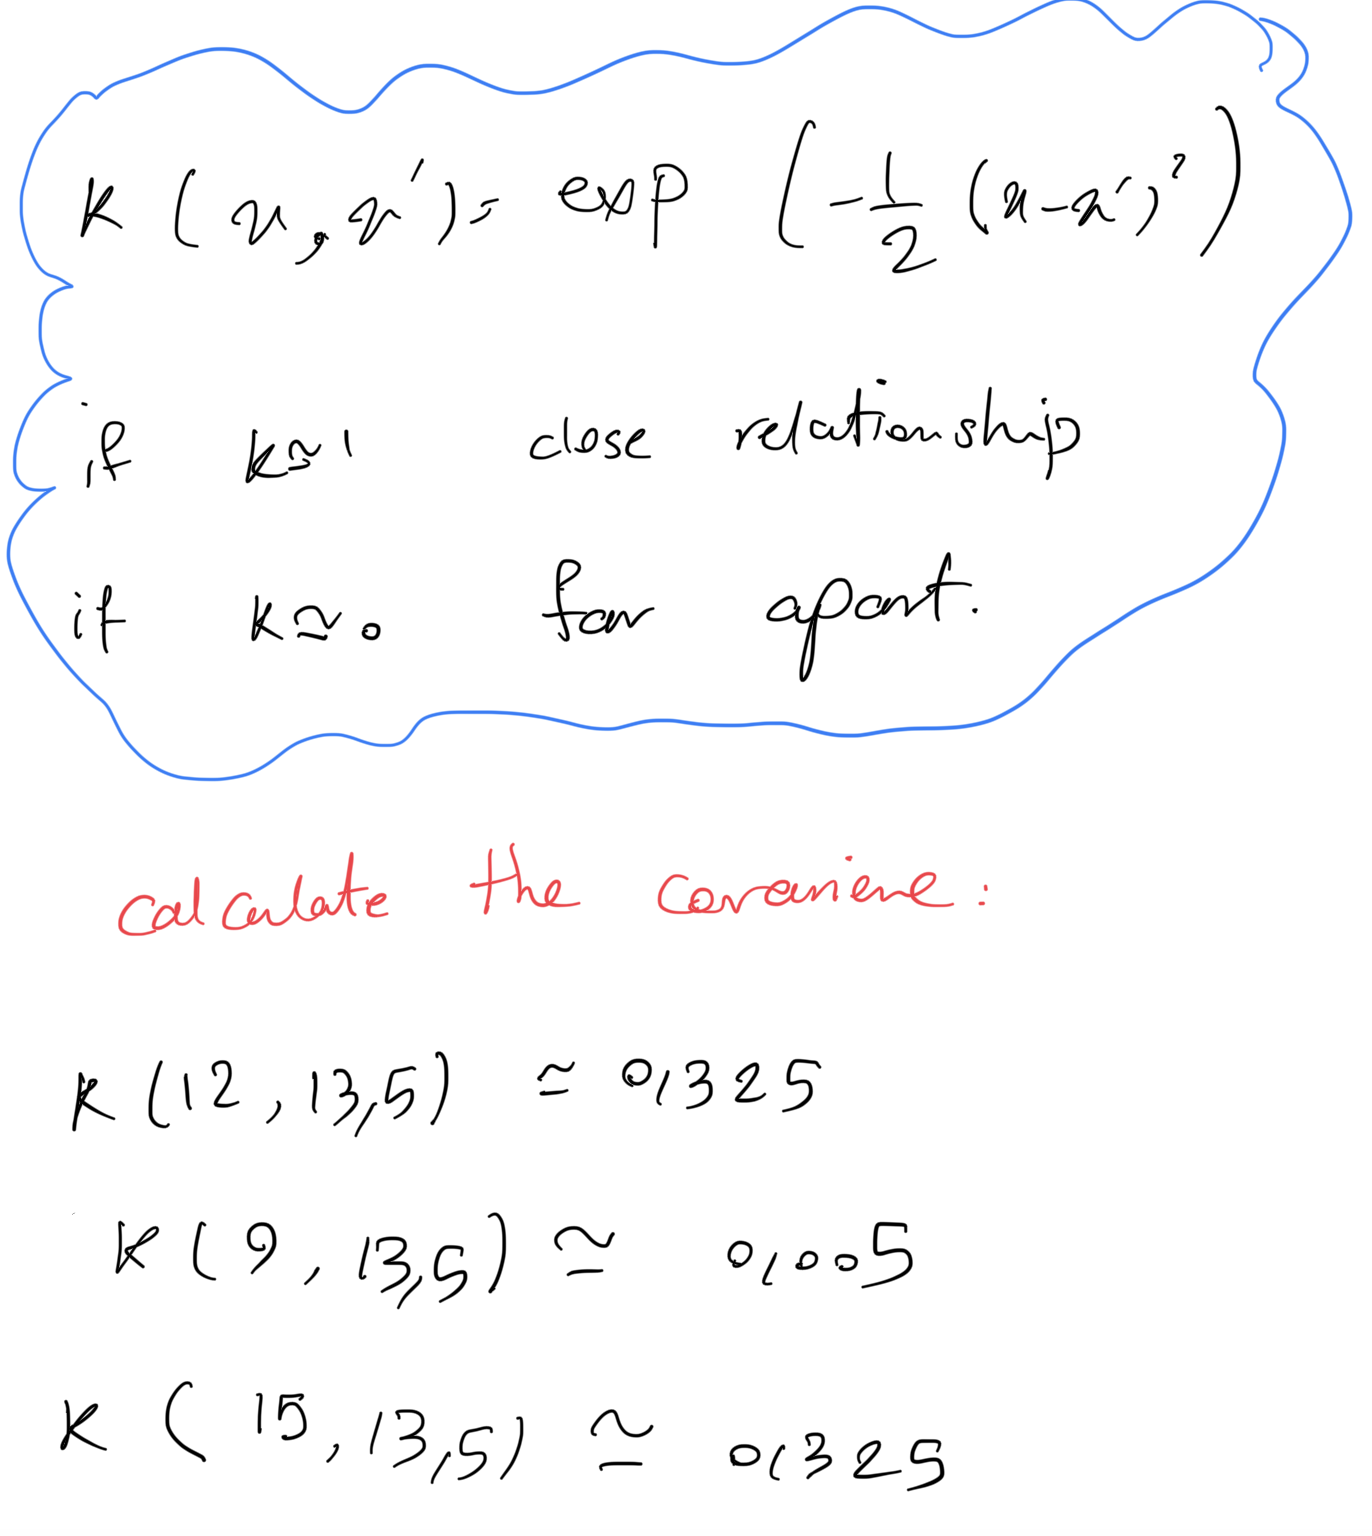 K (x, x') = exp (-1/2 (x-x')²)
if k≃1 close relationship
if k≃0 far apart.
calculate the covariene:
K (12, 13,5) ≃ 0,325
K (9, 13,5) ≃ 0,005
K (15, 13,5) ≃ 0,325